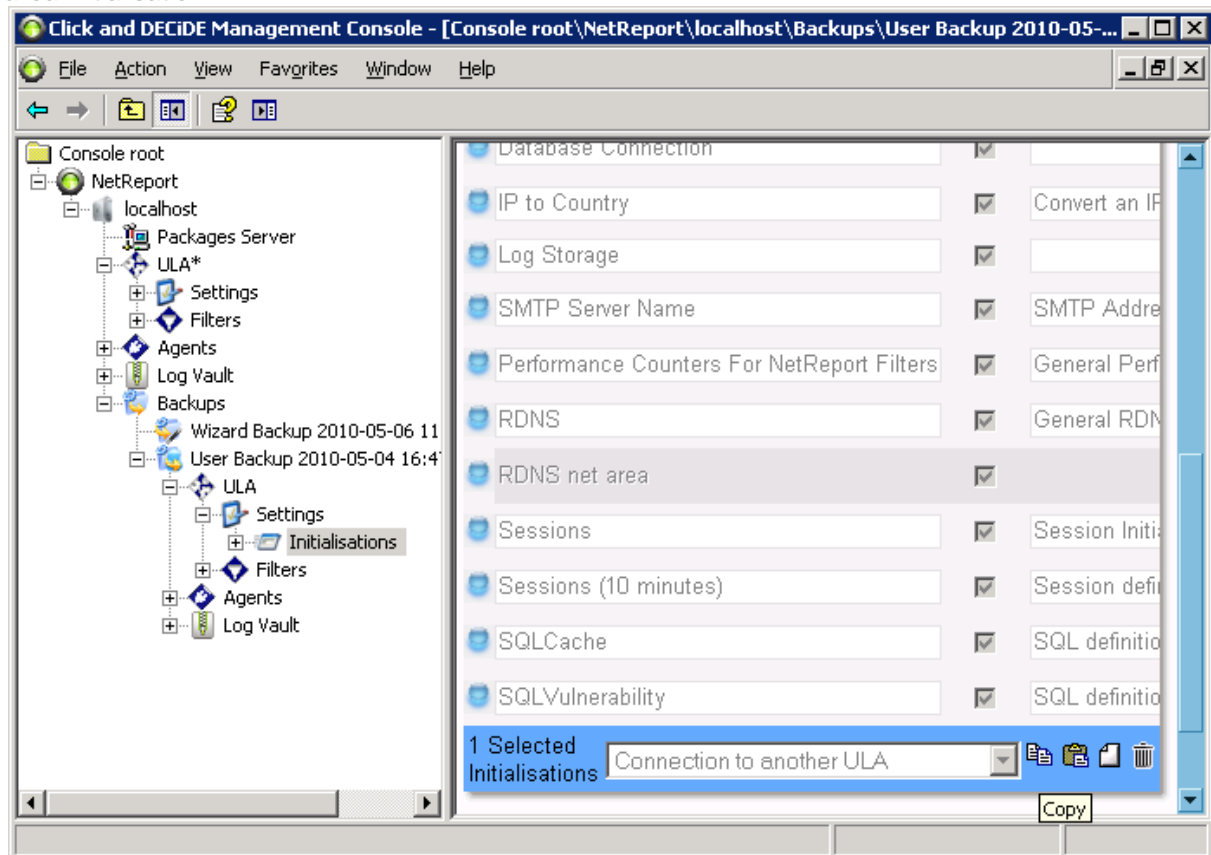 Click and DECiDE Management Console - [Console root\NetReport\localhost\Backups\User Backup 2010-05-...
File Action View Favorites Window Help
Console root
NetReport
localhost
Packages Server
ULA*
Settings
Filters
Agents
Log Vault
Backups
Wizard Backup 2010-05-06 11
User Backup 2010-05-04 16:4
ULA
Settings
Initialisations
Filters
Agents
Log Vault
Database Connection
IP to Country Convert an IP
Log Storage
SMTP Server Name SMTP Addre
Performance Counters For NetReport Filters General Perf
RDNS General RDN
RDNS net area
Sessions Session Initi
Sessions (10 minutes) Session defi
SQLCache SQL definitio
SQLVulnerability SQL definitio
1 Selected
Initialisations Connection to another ULA
Copy